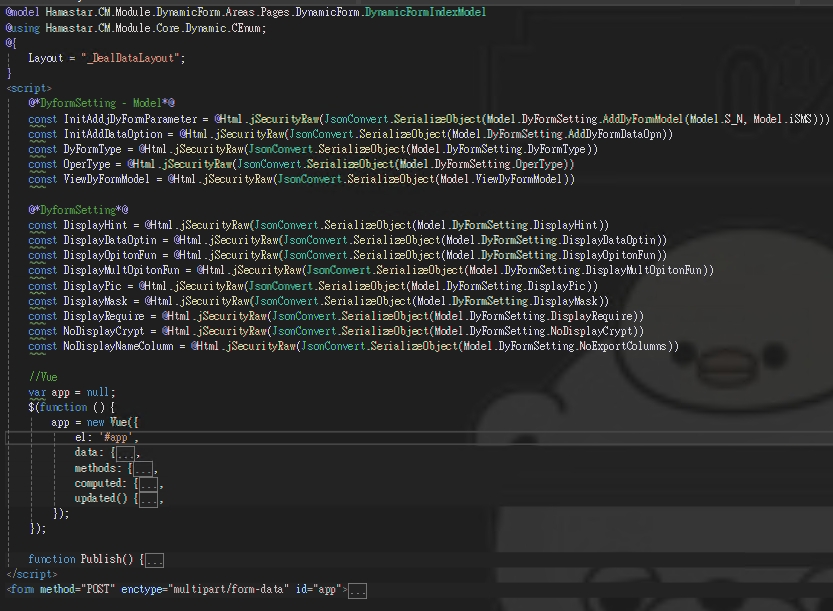 @model Hamastar.CM.Module.DynamicForm.Areas.Pages.DynamicForm.DynamicFormIndexModel
@using Hamastar.CM.Module.Core.Dynamic.CEnum;
@{
Layout = "_DealDataLayout";
}
<script>
@*DyformSetting - Model*@
const InitAddjDyFormParameter = @Html.jSecurityRaw(JsonConvert.SerializeObject(Model.DyFormSetting.AddDyFormModel(Model.S_N, Model.iSMS)))
const InitAddDataOption = @Html.jSecurityRaw(JsonConvert.SerializeObject(Model.DyFormSetting.AddDyFormDataOpn))
const DyFormType = @Html.jSecurityRaw(JsonConvert.SerializeObject(Model.DyFormSetting.DyFormType))
const OperType = @Html.jSecurityRaw(JsonConvert.SerializeObject(Model.DyFormSetting.OperType))
const ViewDyFormModel = @Html.jSecurityRaw(JsonConvert.SerializeObject(Model.ViewDyFormModel))
@*DyformSetting*@
const DisplayHint = @Html.jSecurityRaw(JsonConvert.SerializeObject(Model.DyFormSetting.DisplayHint))
const DisplayDataOptin = @Html.jSecurityRaw(JsonConvert.SerializeObject(Model.DyFormSetting.DisplayDataOptin))
const DisplayOpitonFun = @Html.jSecurityRaw(JsonConvert.SerializeObject(Model.DyFormSetting.DisplayOpitonFun))
const DisplayMultOpitonFun = @Html.jSecurityRaw(JsonConvert.SerializeObject(Model.DyFormSetting.DisplayMultOpitonFun))
const DisplayPic = @Html.jSecurityRaw(JsonConvert.SerializeObject(Model.DyFormSetting.DisplayPic))
const DisplayMask = @Html.jSecurityRaw(JsonConvert.SerializeObject(Model.DyFormSetting.DisplayMask))
const DisplayRequire = @Html.jSecurityRaw(JsonConvert.SerializeObject(Model.DyFormSetting.DisplayRequire))
const NoDisplayCrypt = @Html.jSecurityRaw(JsonConvert.SerializeObject(Model.DyFormSetting.NoDisplayCrypt))
const NoDisplayNameColumn = @Html.jSecurityRaw(JsonConvert.SerializeObject(Model.DyFormSetting.NoExportColumns))
//Vue
var app = null;
$(function () {
app = new Vue({
el: '#app',
data: {...},
methods: {...},
computed: {...},
updated() {...},
});
});
function Publish() {...}
</script>
<form method="POST" enctype="multipart/form-data" id="app">...